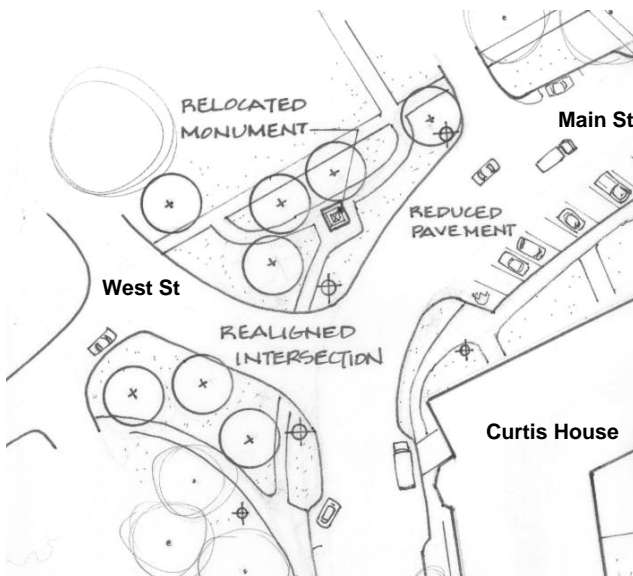 RELOCATED
MONUMENT
Main St
REDUCED
PAVEMENT
West St
REALIGNED
INTERSECTION
Curtis House